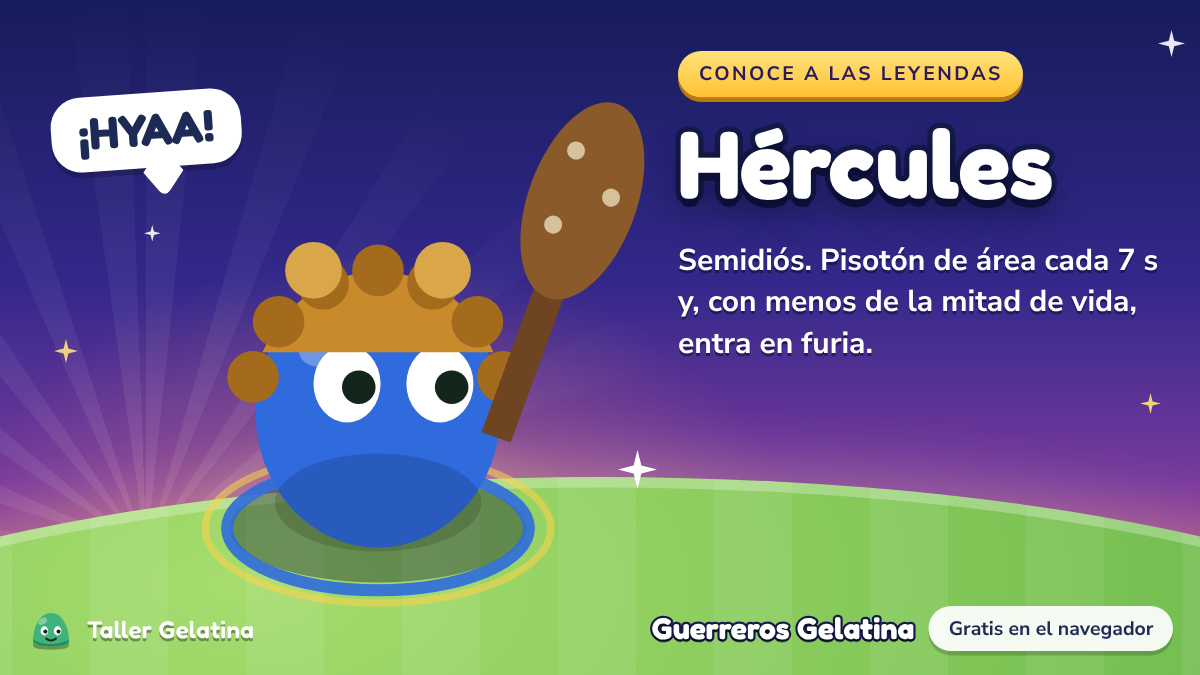 ¡HYAA!
CONOCE A LAS LEYENDAS
Hércules
Semidiós. Pisotón de área cada 7 s
y, con menos de la mitad de vida,
entra en furia.
Taller Gelatina
Guerreros Gelatina
Gratis en el navegador